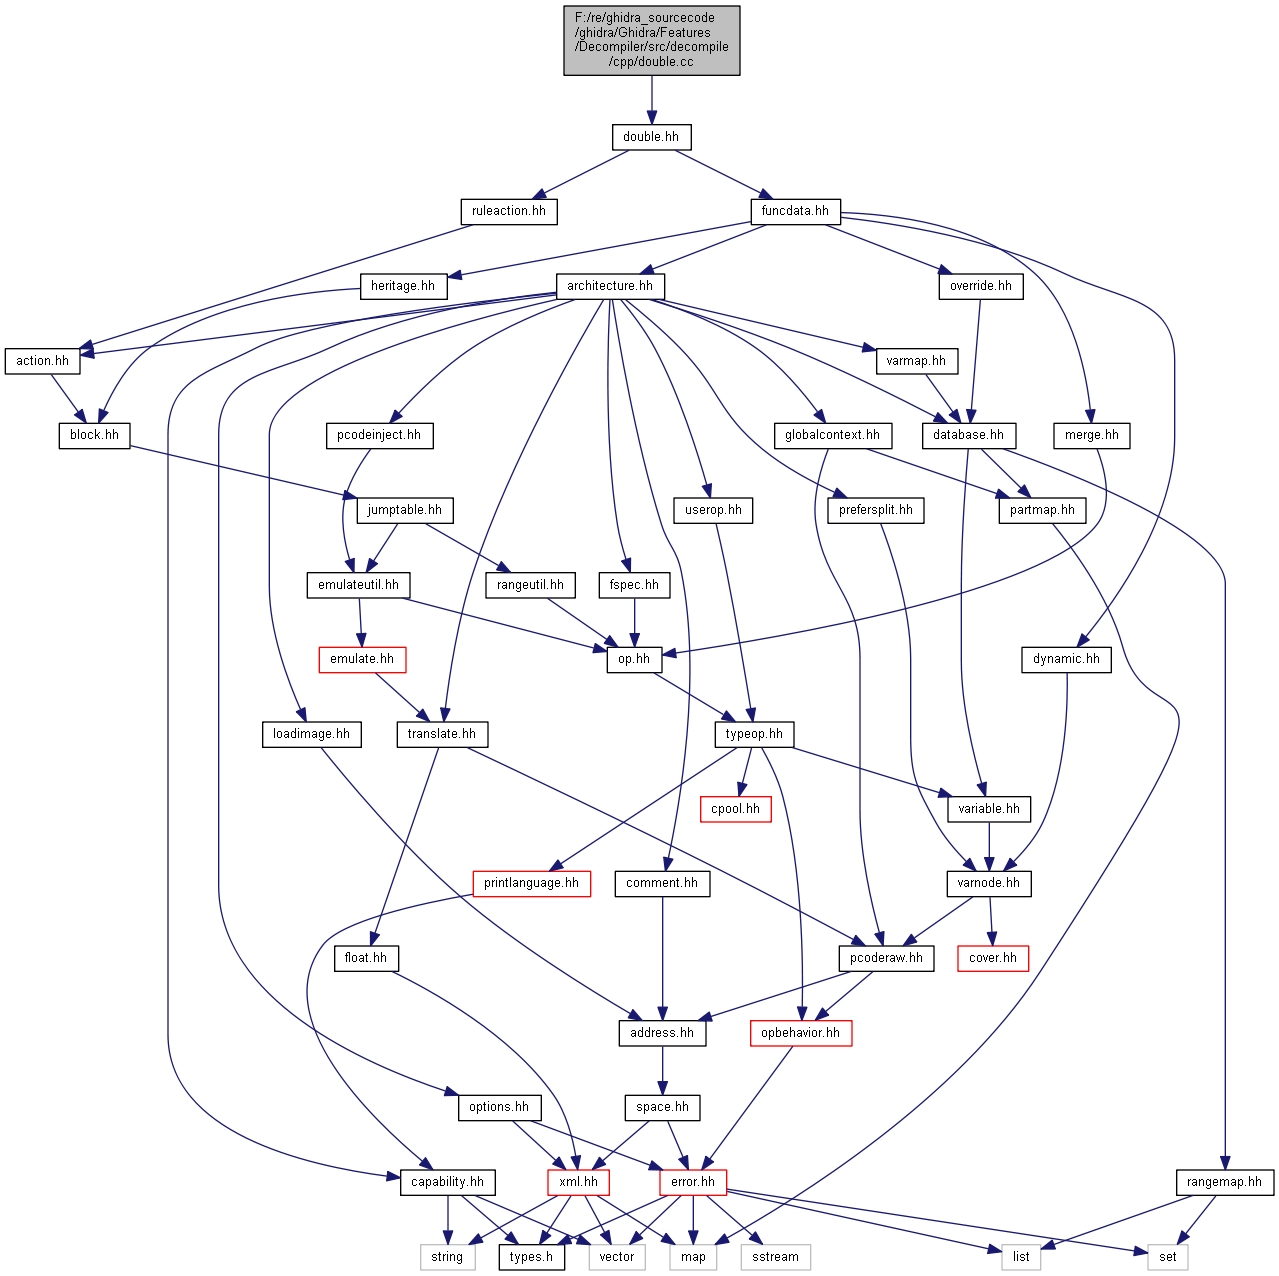 F:/re/ghidra_sourcecode
/ghidra/Ghidra/Features
/Decompiler/src/decompile
/cpp/double.cc
double.hh
ruleaction.hh
funcdata.hh
heritage.hh
architecture.hh
override.hh
action.hh
varmap.hh
block.hh
pcodeinject.hh
globalcontext.hh
database.hh
merge.hh
jumptable.hh
userop.hh
prefersplit.hh
partmap.hh
emulateutil.hh
rangeutil.hh
fspec.hh
emulate.hh
op.hh
dynamic.hh
loadimage.hh
translate.hh
typeop.hh
cpool.hh
variable.hh
printlanguage.hh
comment.hh
varnode.hh
float.hh
pcoderaw.hh
cover.hh
address.hh
opbehavior.hh
options.hh
space.hh
capability.hh
xml.hh
error.hh
rangemap.hh
string
types.h
vector
map
sstream
list
set